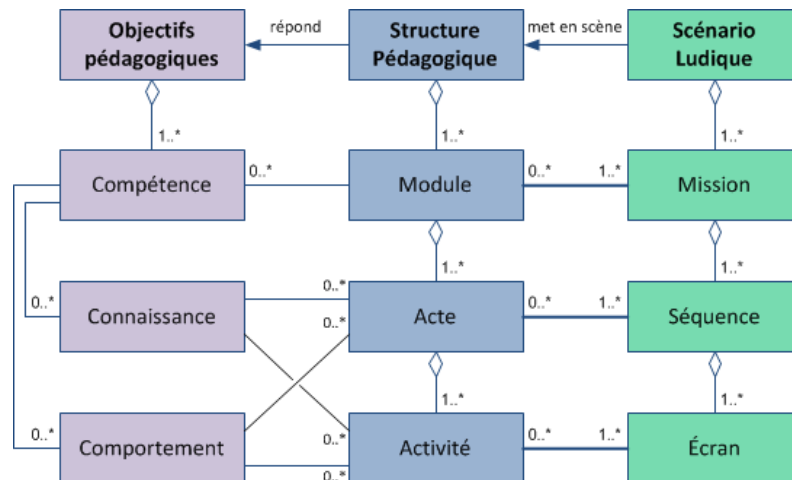 Objectifs
pédagogiques
répond
Structure
Pédagogique
met en scène
Scénario
Ludique
1..*
1..*
1..*
Compétence
0..*
Module
0..*
1..*
Mission
1..*
1..*
0..*
Connaissance
0..*
0..*
Acte
0..*
1..*
Séquence
1..*
1..*
0..*
Comportement
0..*
0..*
Activité
0..*
1..*
Écran